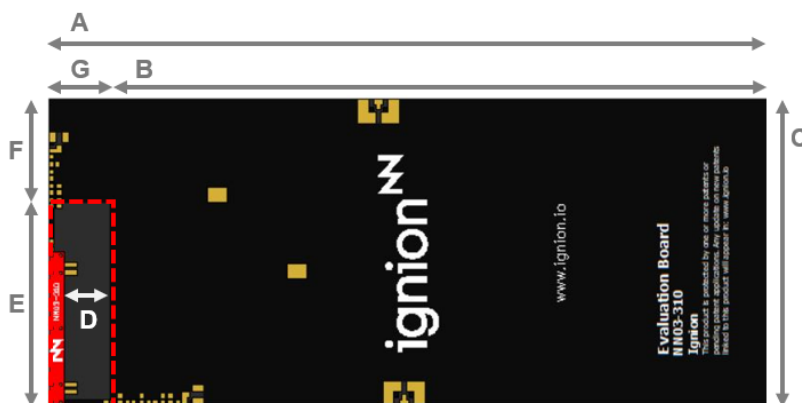 A
G B
F
C
E
D
NN03-310
ignion
www.ignion.io
Evaluation Board
NN03-310
Ignion
This product is protected by one or more patents or
pending patent applications. Any update on new patents
linked to this product will appear in: www.ignion.io